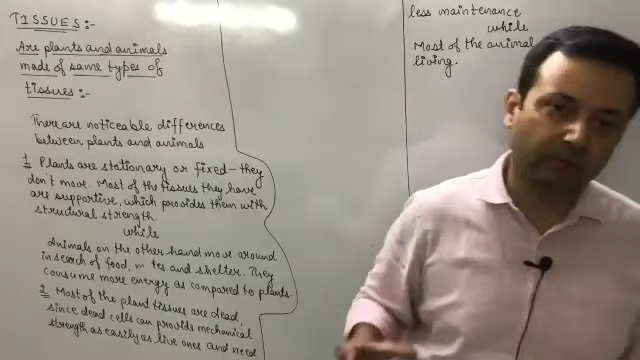 TISSUES:-
Are plants and animals
made of same types of
tissues:-
There are noticeable differences
between plants and animals
1 Plants are stationary or fixed - they
don't move. Most of the tissues they have
are supportive, which provides them with
structural strength.
while
Animals on the other hand move around
in search of food, m tes and shelter. They
consume more energy as compared to plants.
2 Most of the plant tissues are dead,
since dead cells can provide mechanical
strength as easily as live ones and need
less maintenance
while
Most of the animal
living.